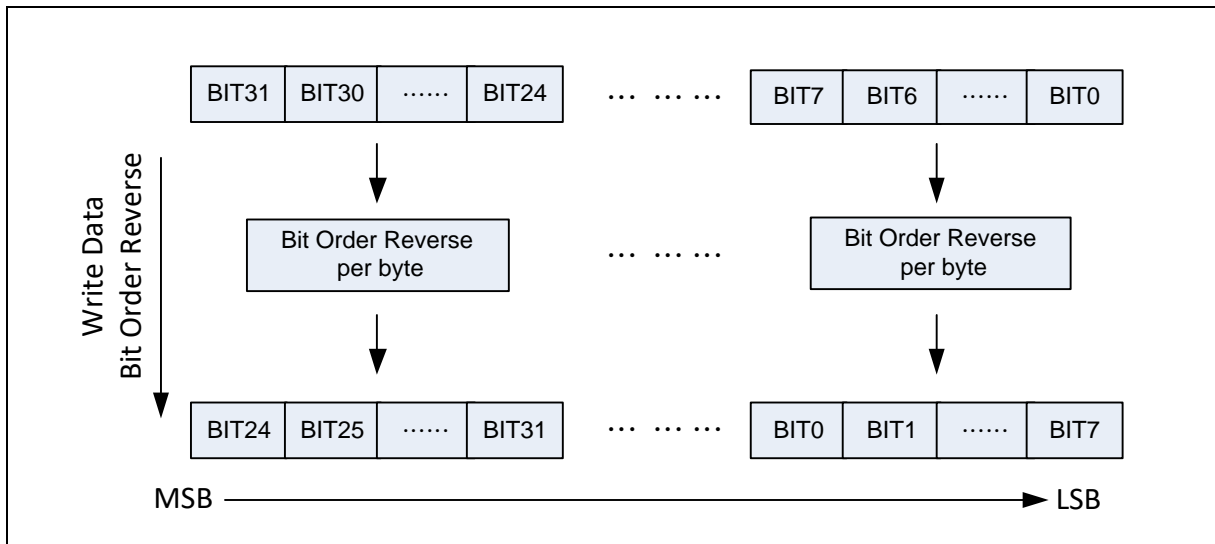 BIT31 BIT30 ······ BIT24 ··· ··· ··· BIT7 BIT6 ······ BIT0
Write Data
Bit Order Reverse
Bit Order Reverse
per byte
··· ··· ···
Bit Order Reverse
per byte
BIT24 BIT25 ······ BIT31 ··· ··· ··· BIT0 BIT1 ······ BIT7
MSB LSB